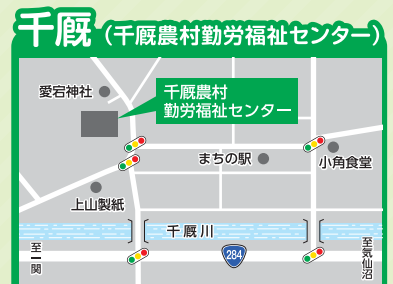 千厩（千厩農村勤労福祉センター）
愛宕神社
千厩農村
勤労福祉センター
まちの駅
小角食堂
上山製紙
千厩川
至一関
284
至気仙沼